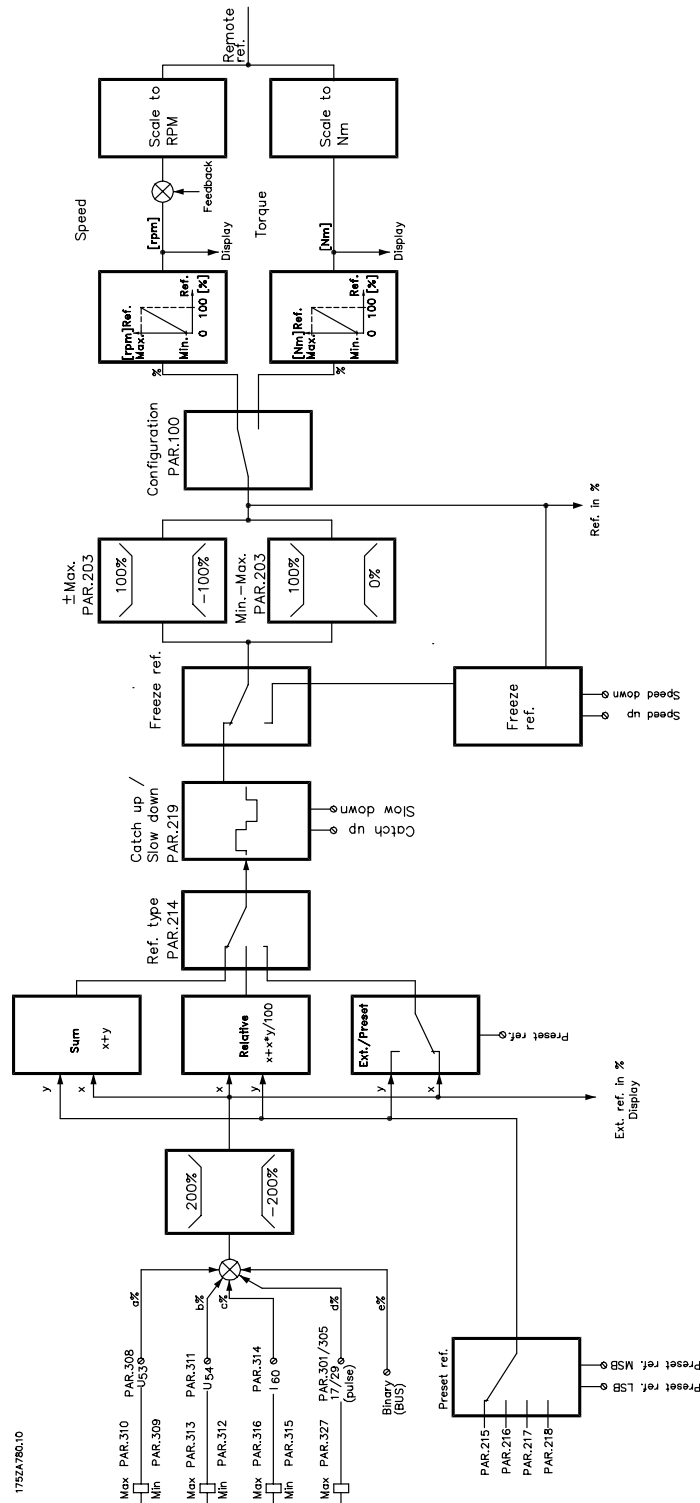 175ZA780.10
Max PAR.310
Min PAR.309
PAR.308
U 53
a%
Max PAR.313
Min PAR.312
PAR.311
U 54
b%
Max PAR.316
Min PAR.315
PAR.314
I 60
c%
Max PAR.327
PAR.301/305
17/29
(pulse)
d%
Binary
(BUS)
e%
200%
-200%
Preset ref.
PAR.215
PAR.216
PAR.217
PAR.218
Preset ref. LSB
Preset ref. MSB
y
x
Sum
x+y
x
y
Relative
x+x*y/100
y
x
Ext./Preset
Preset ref.
Ext. ref. in %
Display
Ref. type
PAR.214
Catch up /
Slow down
PAR.219
Catch up
Slow down
Freeze ref.
Freeze
ref.
Speed up
Speed down
±Max.
PAR.203
100%
-100%
Min.-Max.
PAR.203
100%
0%
Ref. in %
Configuration
PAR.100
Speed
%
[rpm]Ref.
Max.
Min.
Ref.
0 100 [%]
[rpm]
Display
Feedback
Scale to
RPM
Torque
%
[Nm]Ref.
Max.
Min.
Ref.
0 100 [%]
[Nm]
Display
Scale to
Nm
Remote
ref.